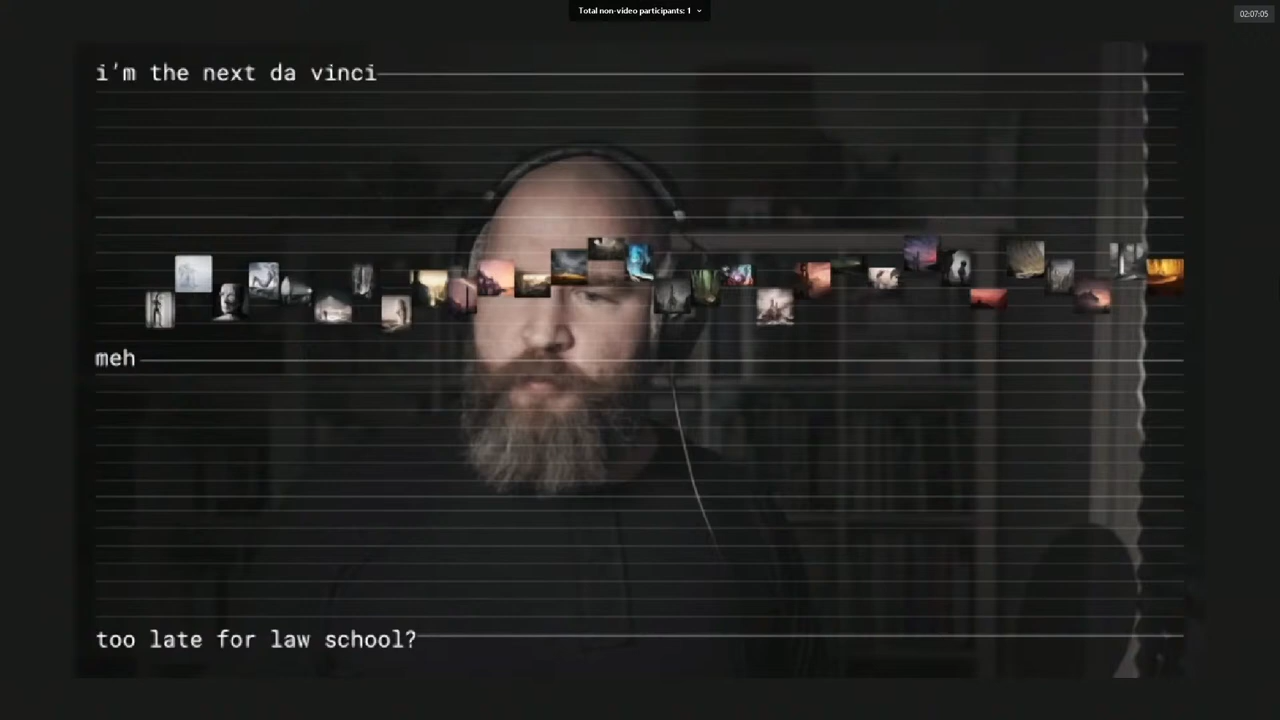 Total non-video participants: 1
02:07:05
i'm the next da vinci
meh
too late for law school?